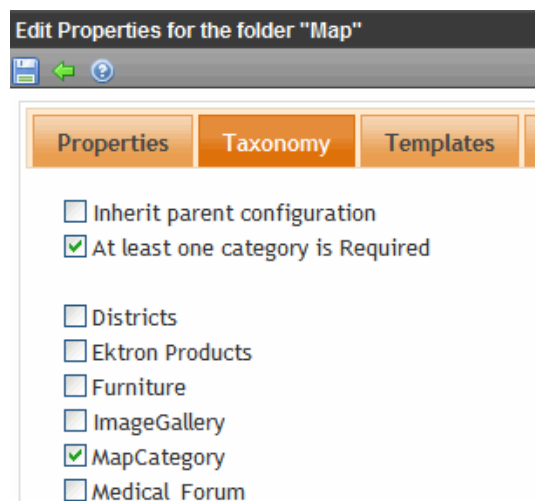 Edit Properties for the folder "Map"
Properties Taxonomy Templates
Inherit parent configuration
At least one category is Required
Districts
Ektron Products
Furniture
ImageGallery
MapCategory
Medical Forum